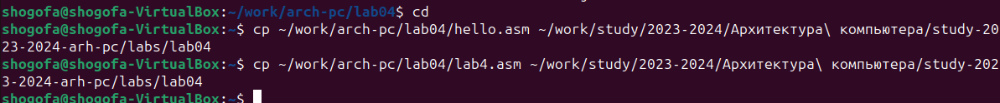 shogofa@shogofa-VirtualBox:~/work/arch-pc/lab04$ cd
shogofa@shogofa-VirtualBox:~$ cp ~/work/arch-pc/lab04/hello.asm ~/work/study/2023-2024/Архитектура\ компьютера/study-20
23-2024-arh-pc/labs/lab04
shogofa@shogofa-VirtualBox:~$ cp ~/work/arch-pc/lab04/lab4.asm ~/work/study/2023-2024/Архитектура\ компьютера/study-202
3-2024-arh-pc/labs/lab04
shogofa@shogofa-VirtualBox:~$